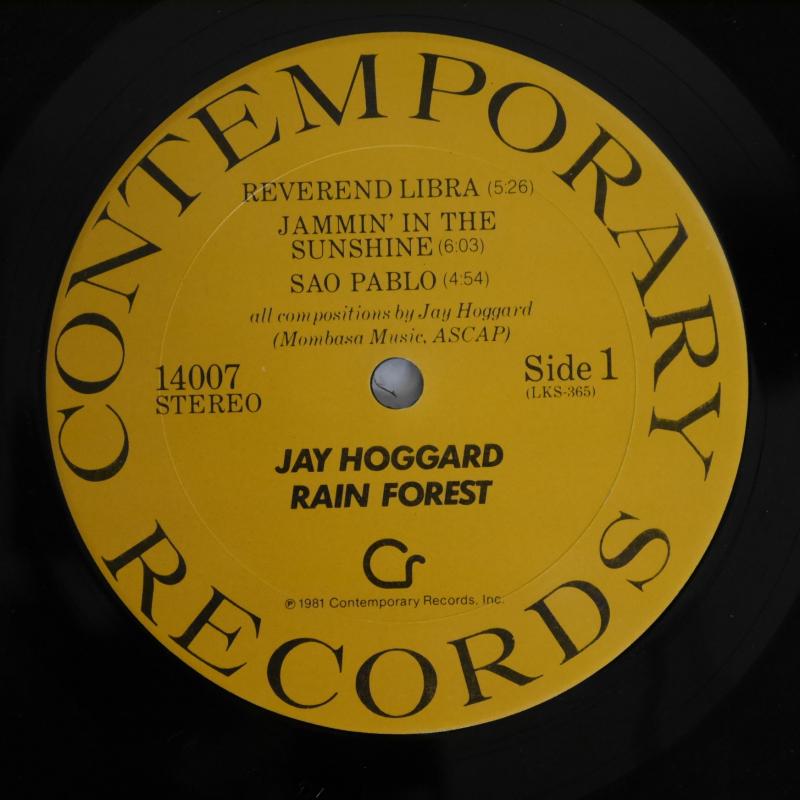 CONTEMPORARY
REVEREND LIBRA (5:26)
JAMMIN' IN THE
SUNSHINE (6:03)
SAO PABLO (4:54)
all compositions by Jay Hoggard
(Mombasa Music, ASCAP)
14007
STEREO
Side 1
(LKS-365)
JAY HOGGARD
RAIN FOREST
Cr
℗ 1981 Contemporary Records, Inc.
RECORDS